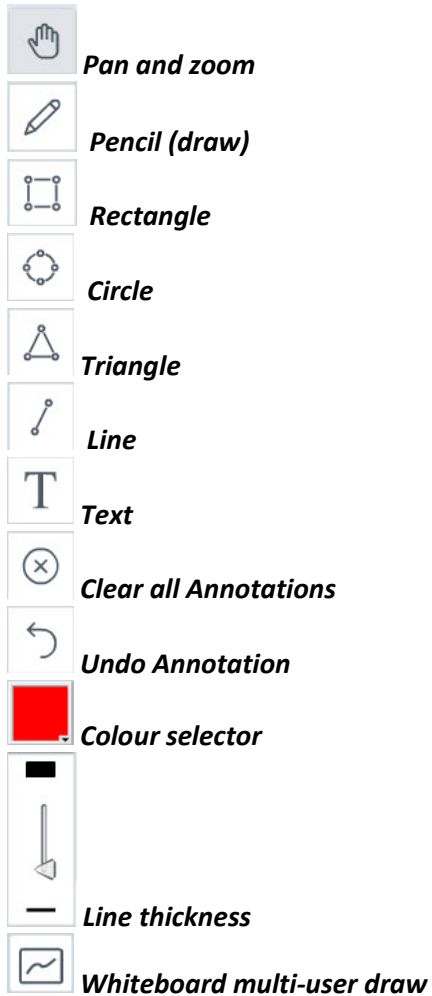 Pan and zoom
Pencil (draw)
Rectangle
Circle
Triangle
Line
T Text
Clear all Annotations
Undo Annotation
Colour selector
Line thickness
Whiteboard multi-user draw